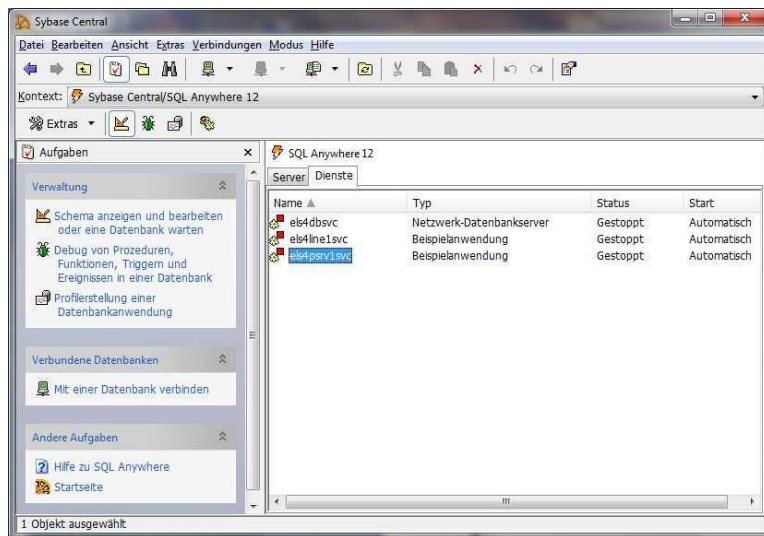 Sybase Central
Datei Bearbeiten Ansicht Extras Verbindungen Modus Hilfe
Kontext: Sybase Central/SQL Anywhere 12
Extras
Aufgaben
Verwaltung
Schema anzeigen und bearbeiten
oder eine Datenbank warten
Debug von Prozeduren,
Funktionen, Triggern und
Ereignissen in einer Datenbank
Profilerstellung einer
Datenbankanwendung
Verbundene Datenbanken
Mit einer Datenbank verbinden
Andere Aufgaben
Hilfe zu SQL Anywhere
Startseite
SQL Anywhere 12
Server Dienste
Name Typ Status Start
els4dbsvc Netzwerk-Datenbankserver Gestoppt Automatisch
els4line1svc Beispielanwendung Gestoppt Automatisch
els4psrv1svc Beispielanwendung Gestoppt Automatisch
1 Objekt ausgewählt